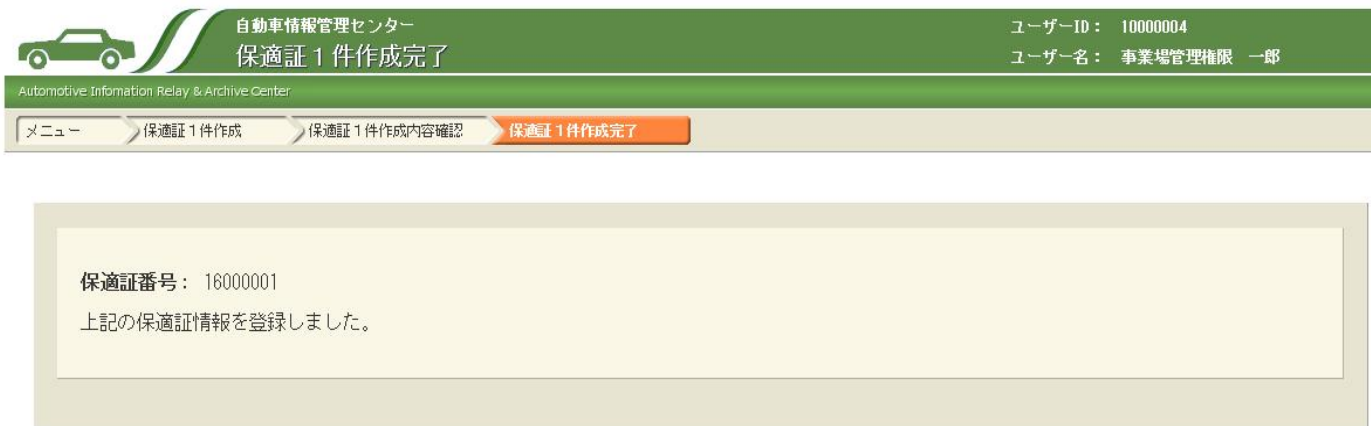 自動車情報管理センター
保適証１件作成完了
ユーザーID： 10000004
ユーザー名： 事業場管理権限 一郎
Automotive Infomation Relay & Archive Center
メニュー 保適証１件作成 保適証１件作成内容確認 保適証１件作成完了
保適証番号： 16000001
上記の保適証情報を登録しました。